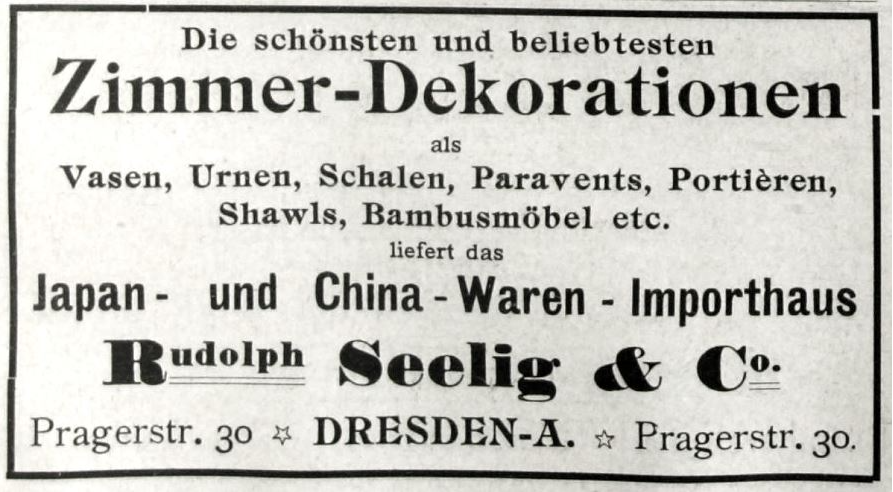 Die schönsten und beliebtesten
Zimmer-Dekorationen
als
Vasen, Urnen, Schalen, Paravents, Portièren,
Shawls, Bambusmöbel etc.
liefert das
Japan- und China-Waren-Importhaus
Rudolph Seelig & Co.
Pragerstr. 30 ☆ DRESDEN-A. ☆ Pragerstr. 30.